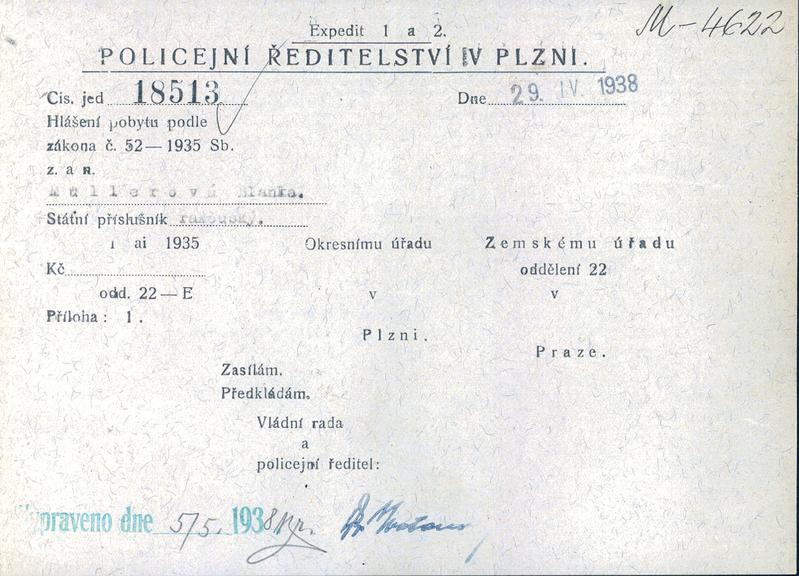 M-4622
Expedit 1 a 2.
POLICEJNÍ ŘEDITELSTVÍ V PLZNI.
Čís. jed 18513
Dne 29. IV. 1938
Hlášení pobytu podle
zákona č. 52—1935 Sb.
z. a n.
Müllerová Blanka.
Státní příslušník rakouský.
1 ai 1935
Okresnímu úřadu
Zemskému úřadu
Kč
oddělení 22
odd. 22—E
v
v
Příloha: 1.
Plzni.
Praze.
Zasílám.
Předkládám.
Vládní rada
a
policejní ředitel:
praveno dne 5/5. 1938